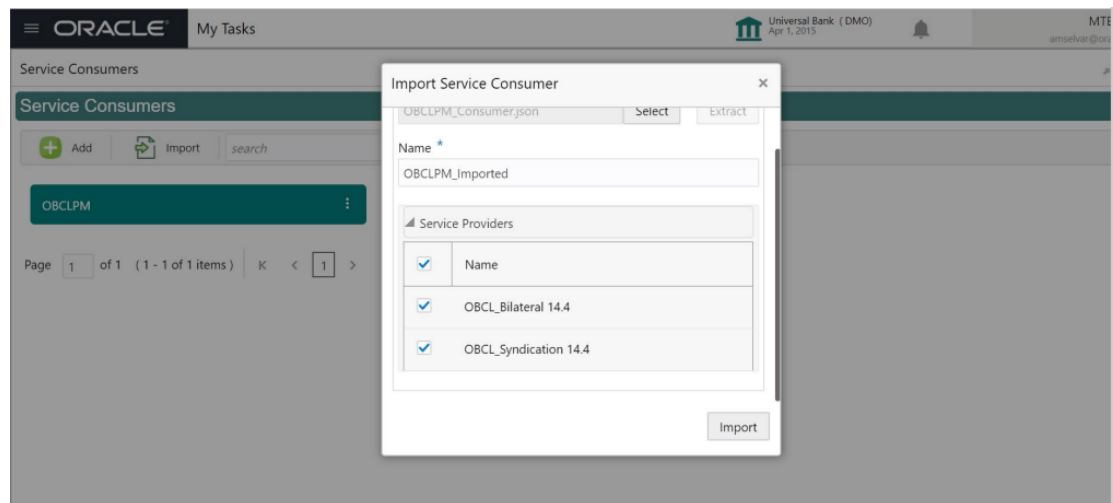 ORACLE My Tasks Universal Bank ( DMO)
Apr 1, 2015
MTE
amselvar@ora
Service Consumers
Service Consumers
Add Import search
OBCLPM
Page 1 of 1 ( 1 - 1 of 1 items ) K < 1 >
Import Service Consumer ×
OBCLPM_Consumer.json Select Extract
Name *
OBCLPM_Imported
Service Providers
Name
OBCL_Bilateral 14.4
OBCL_Syndication 14.4
Import